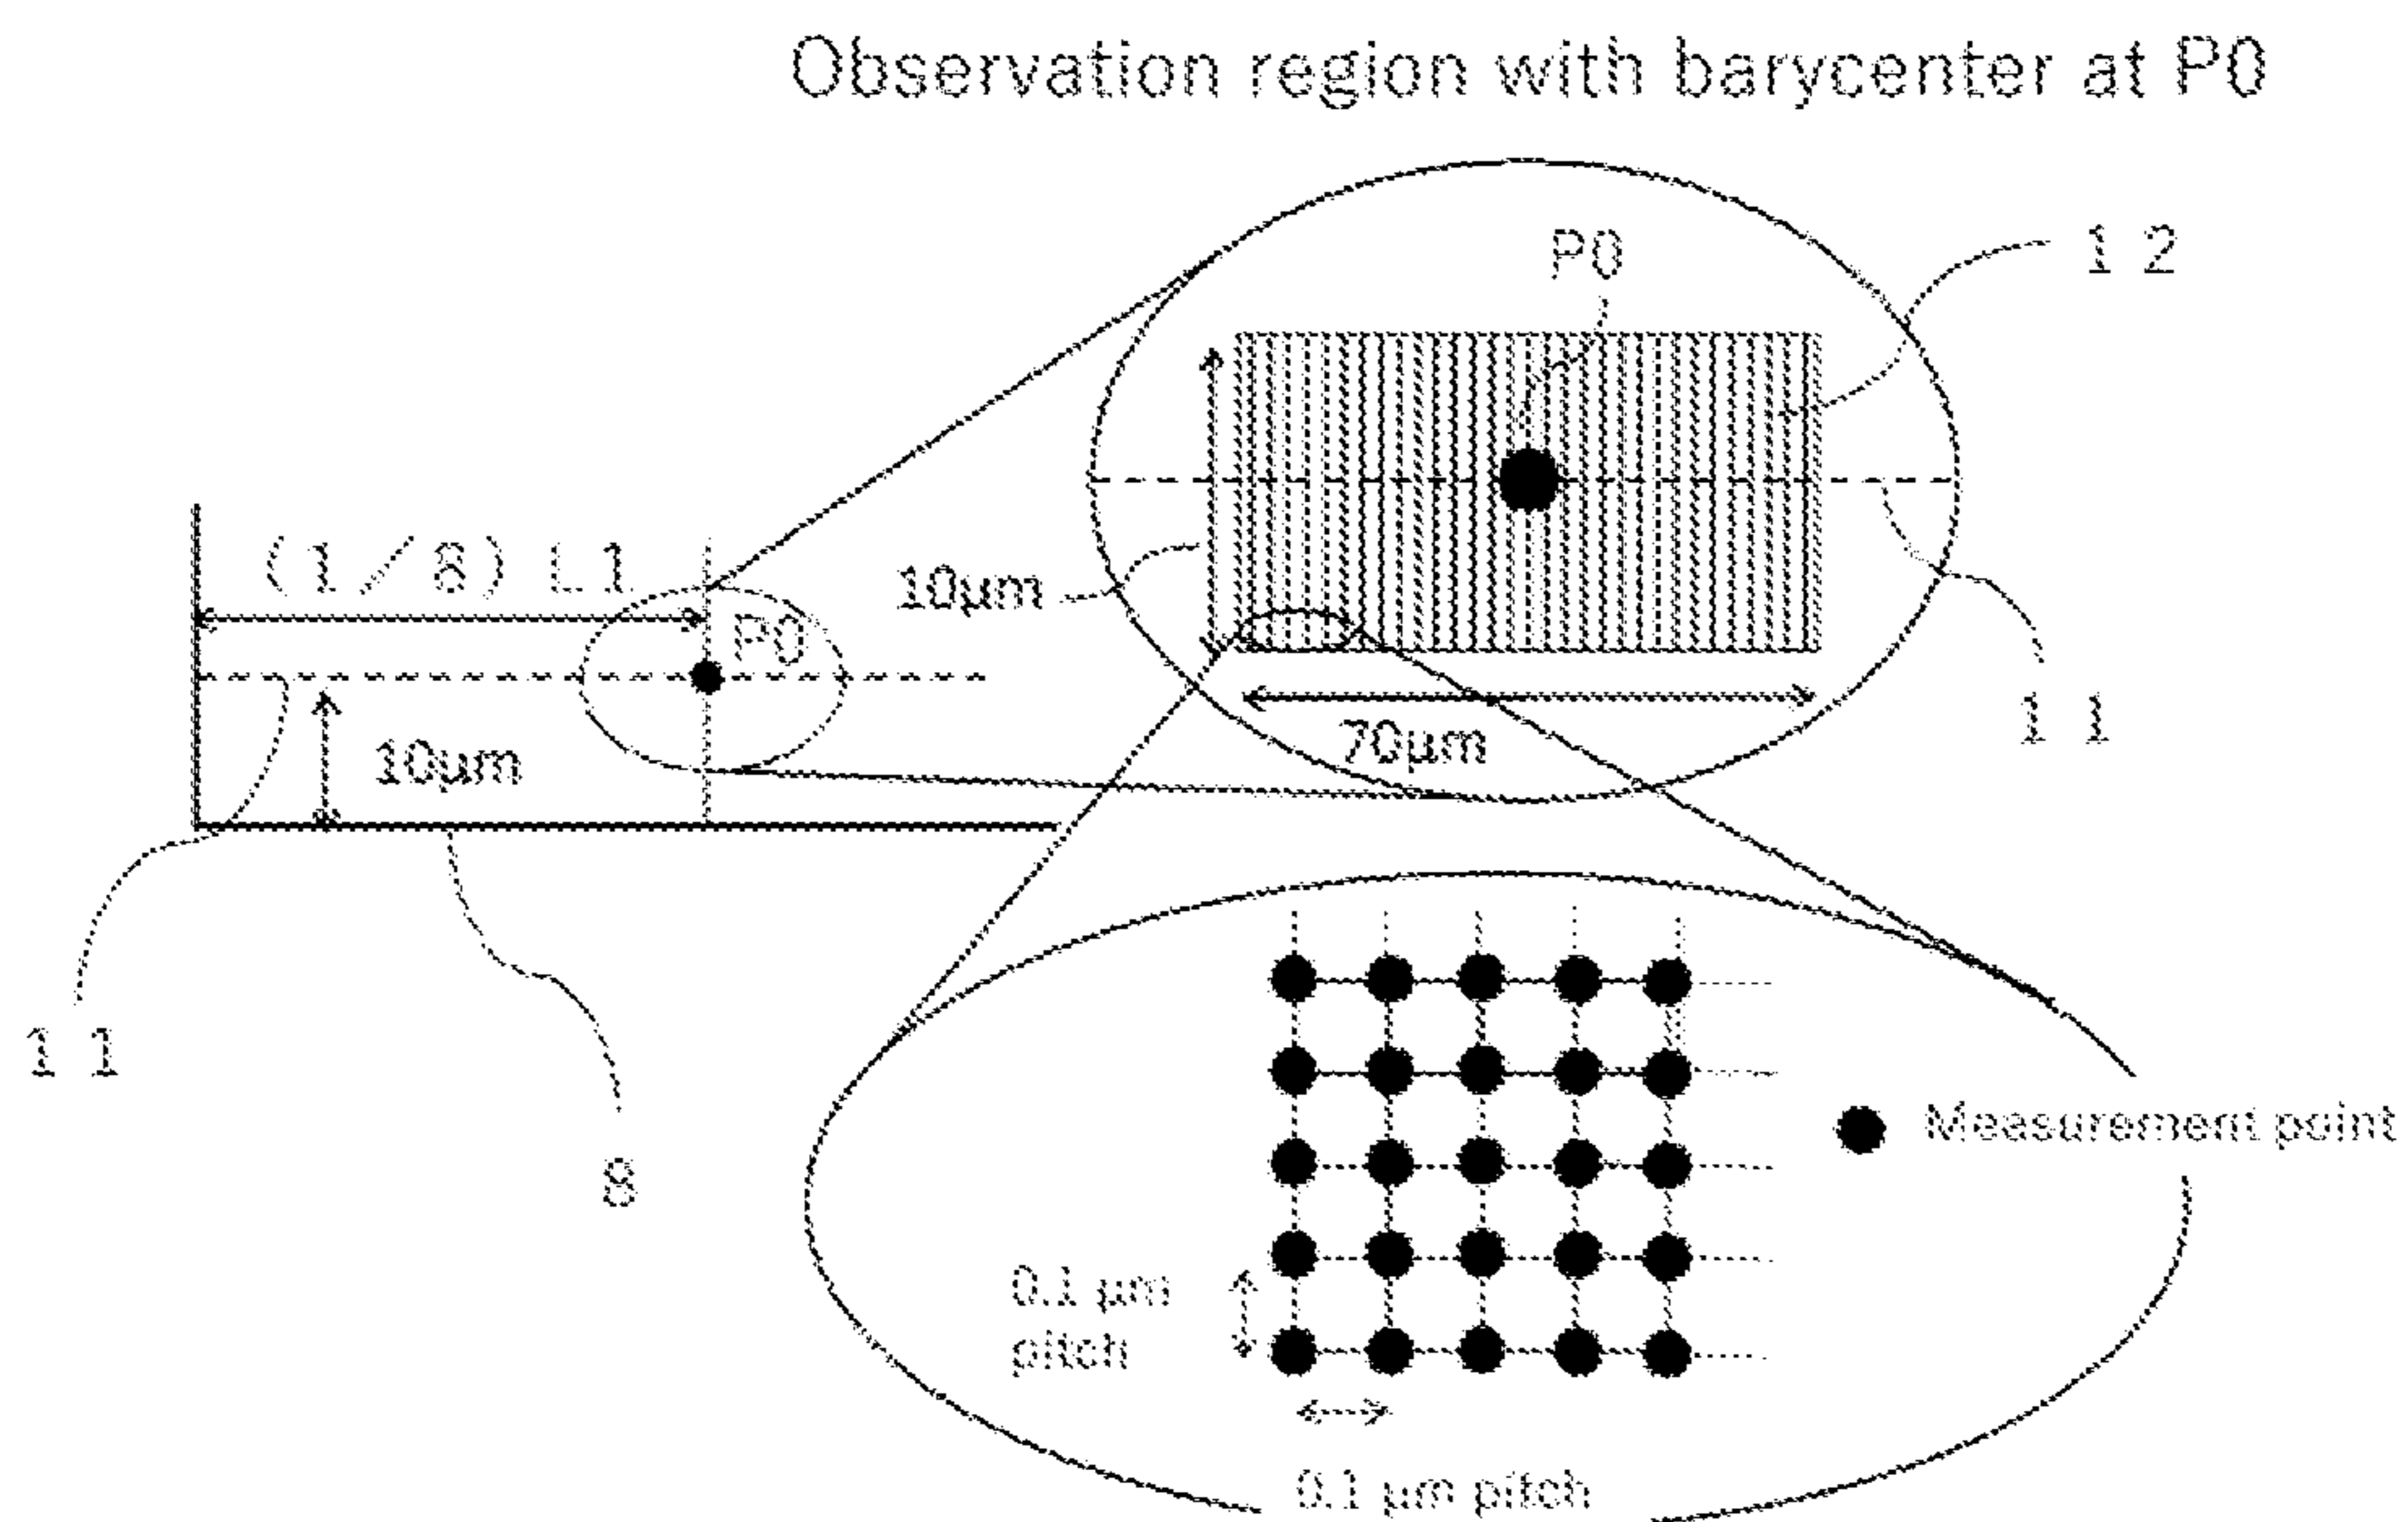 Observation region with barycenter at P0
P0
1 2
(1/8) L1
10μm
P0
10μm
70μm
1 1
1 1
8
Measurement point
0.1 μm
pitch
0.1 μm pitch